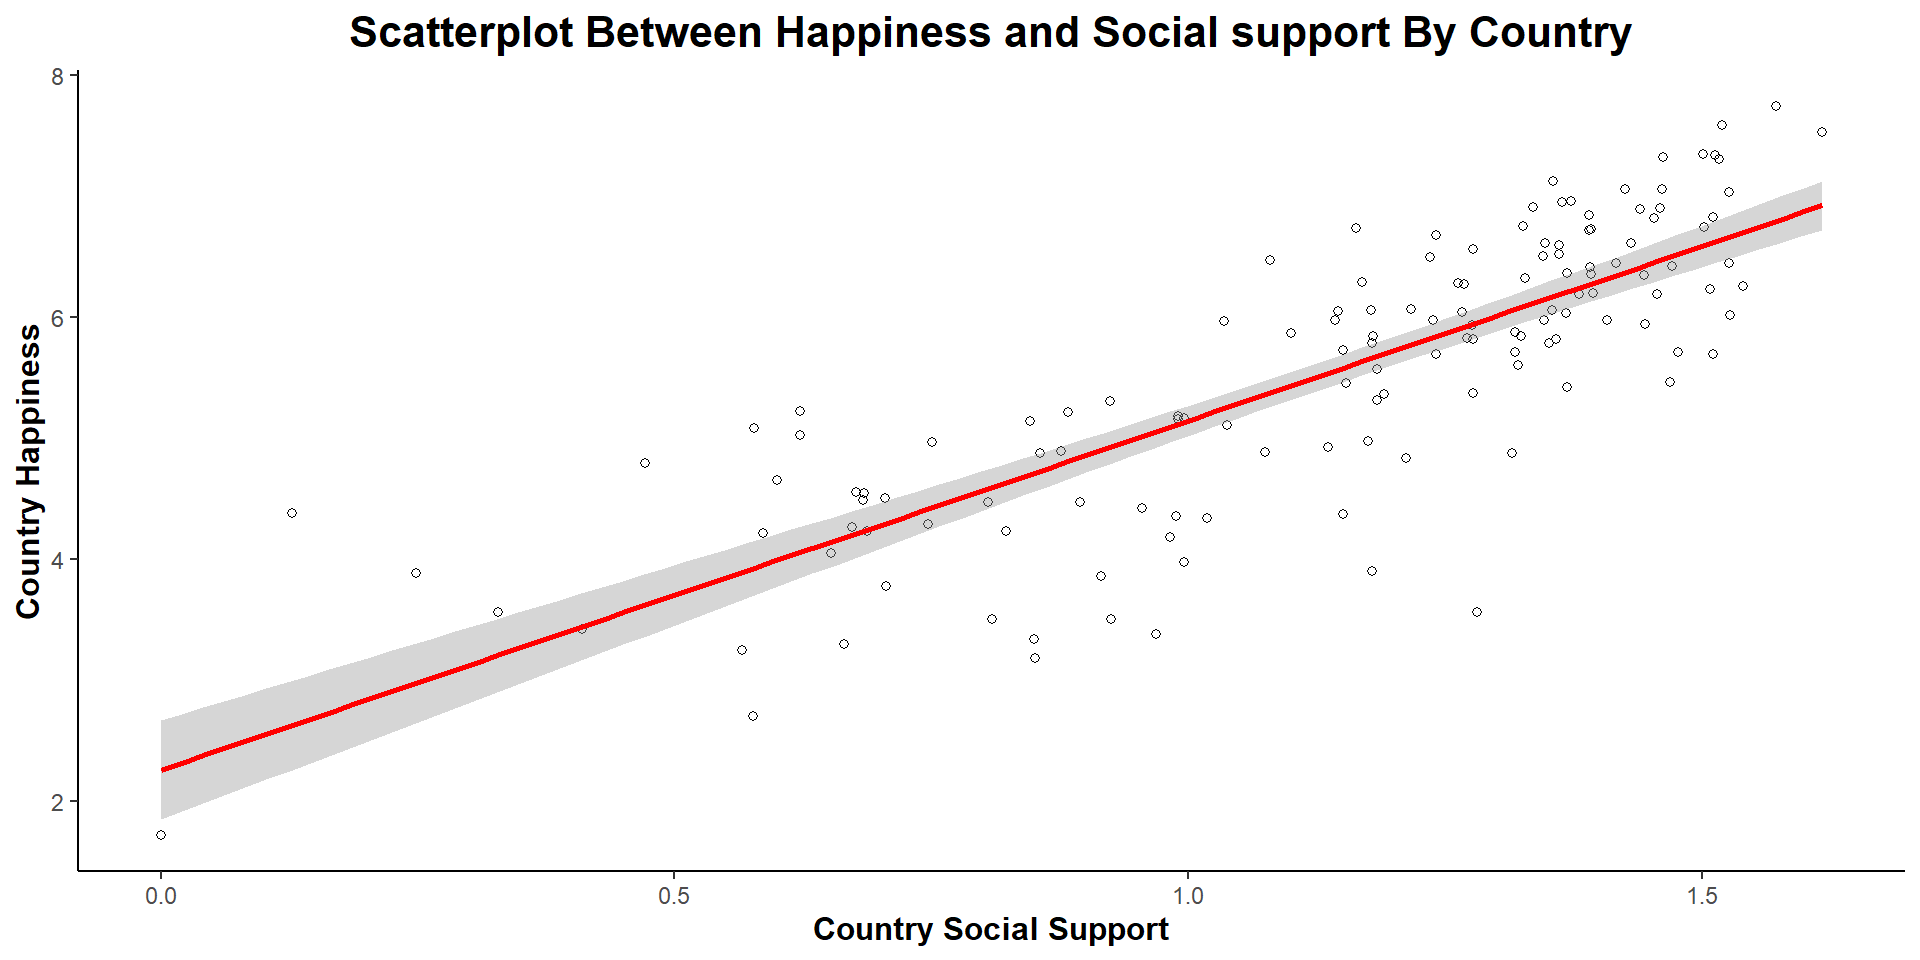 Scatterplot Between Happiness and Social support By Country
8
6
4
2
Country Happiness
0.0 0.5 1.0 1.5
Country Social Support